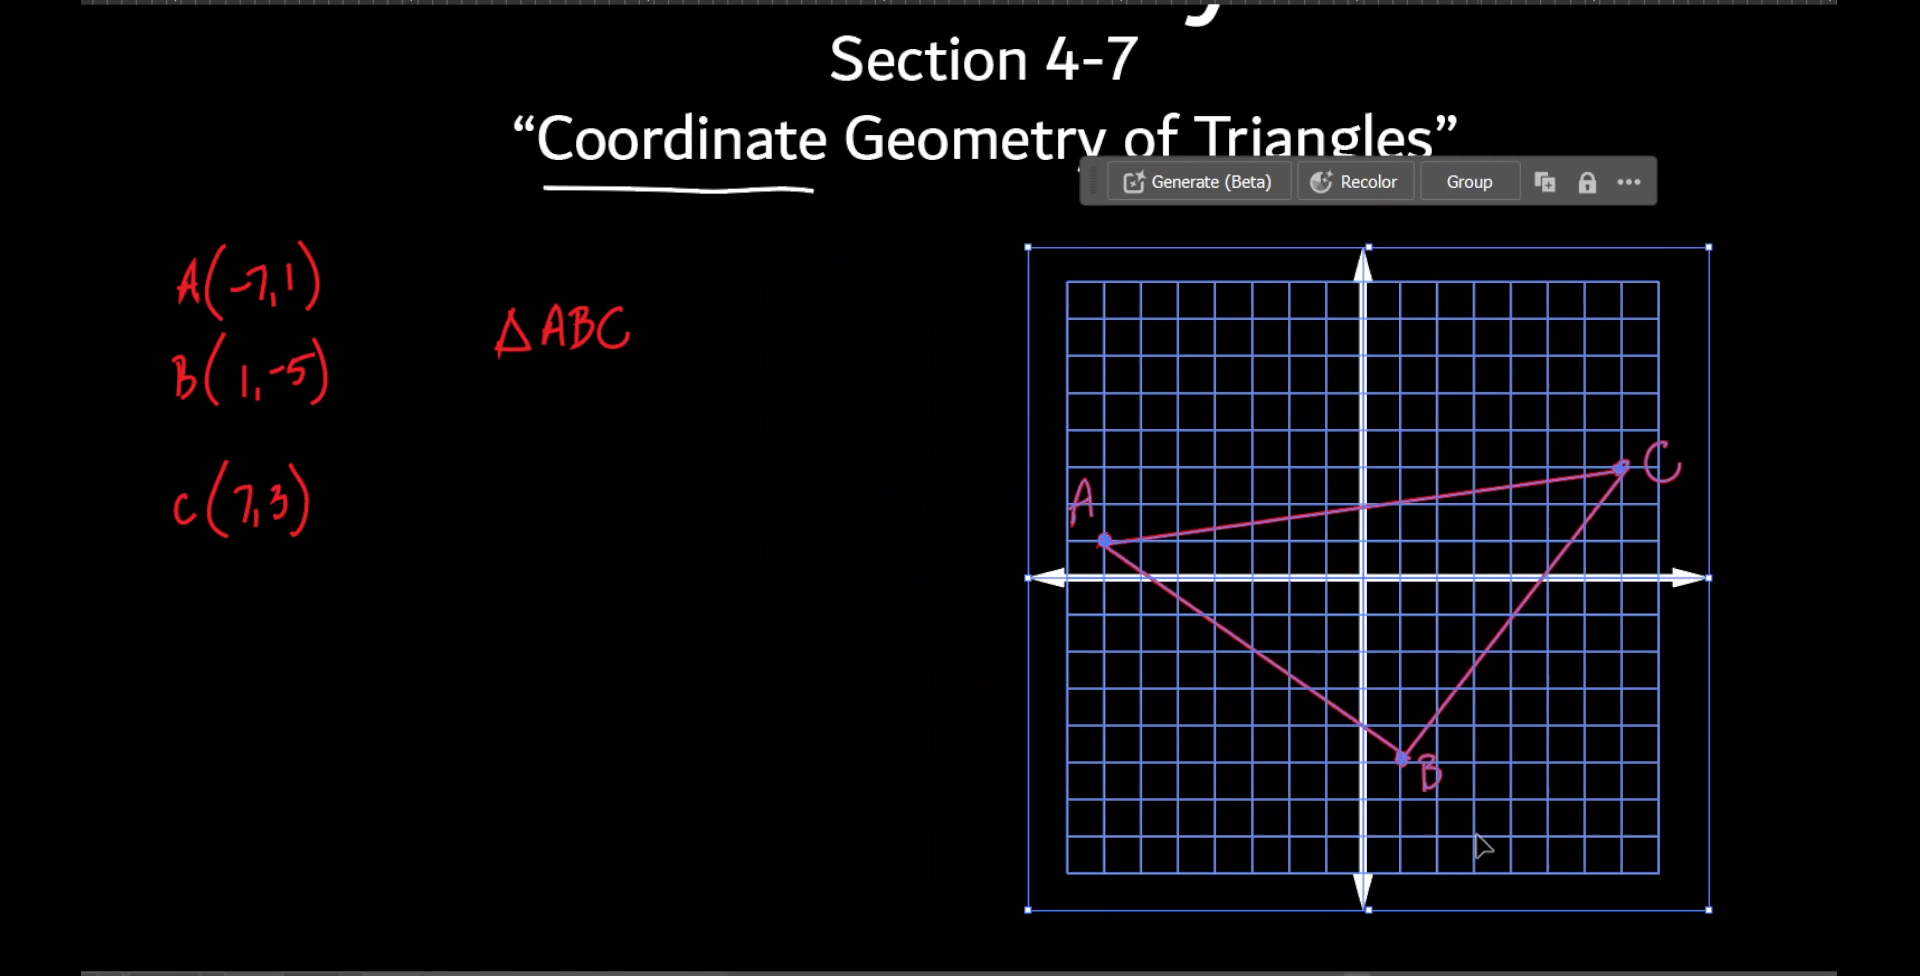 Section 4-7
“Coordinate Geometry of Triangles”
Generate (Beta) Recolor Group
A(-7,1)
ΔABC
B(1,-5)
C(7,3)
A
C
B